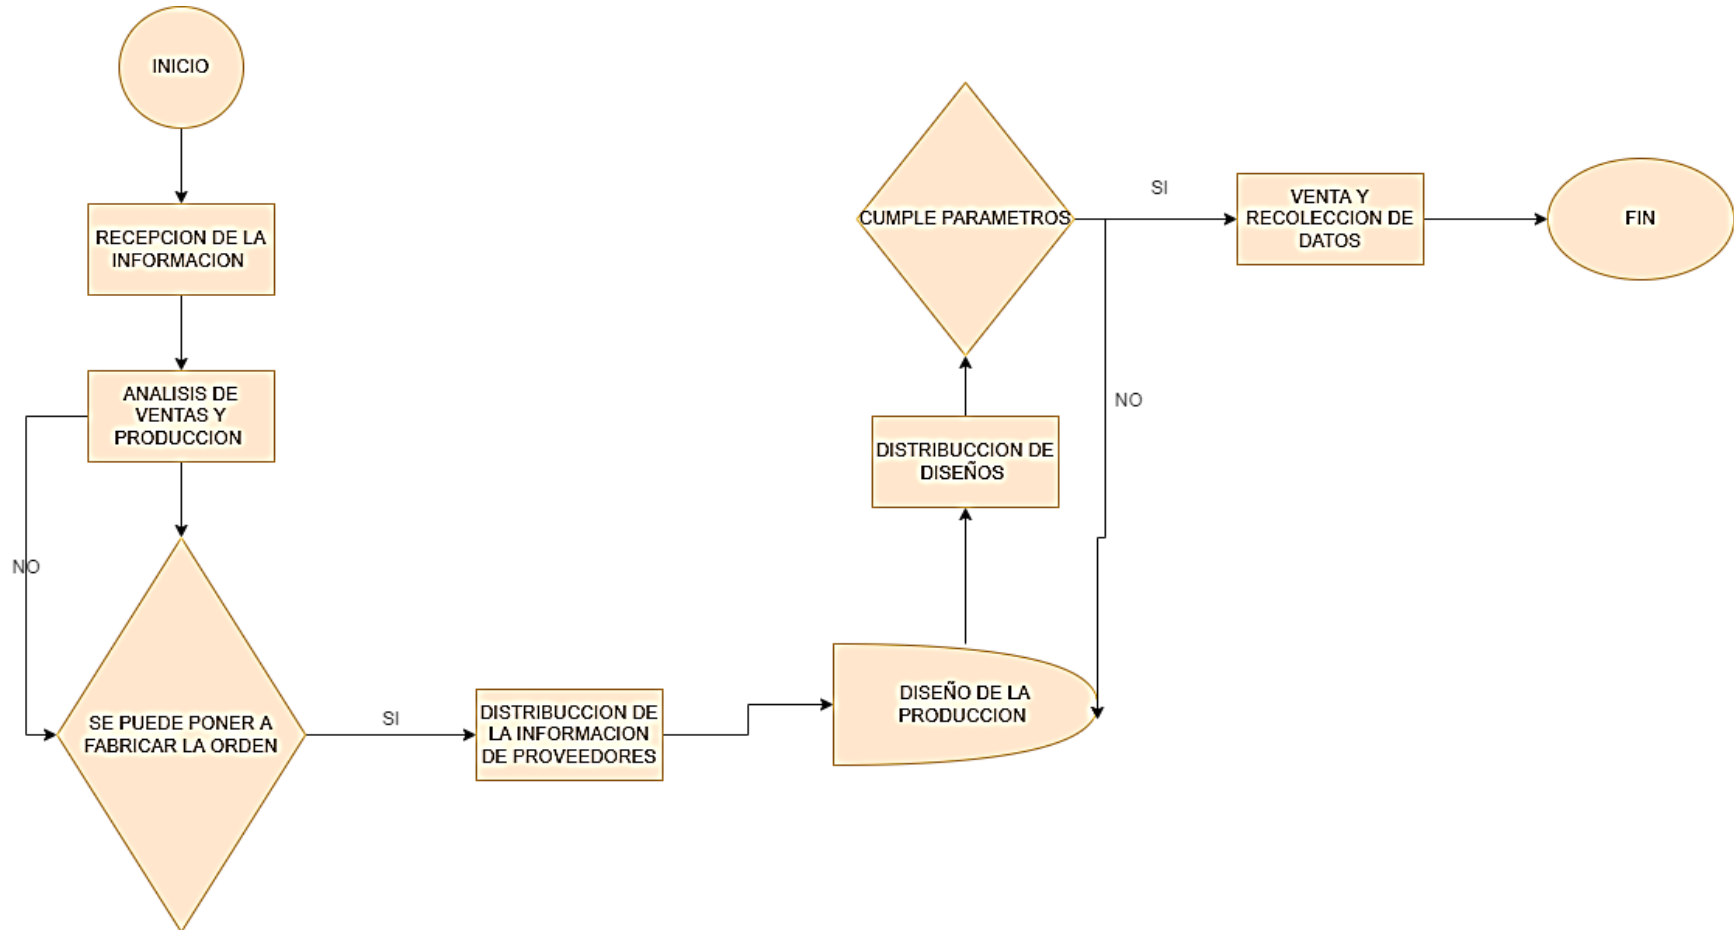 INICIO
RECEPCION DE LA
INFORMACION
ANALISIS DE
VENTAS Y
PRODUCCION
NO
SE PUEDE PONER A
FABRICAR LA ORDEN
SI
DISTRIBUCCION DE
LA INFORMACION
DE PROVEEDORES
DISEÑO DE LA
PRODUCCION
DISTRIBUCCION DE
DISEÑOS
CUMPLE PARAMETROS
SI
NO
VENTA Y
RECOLECCION DE
DATOS
FIN